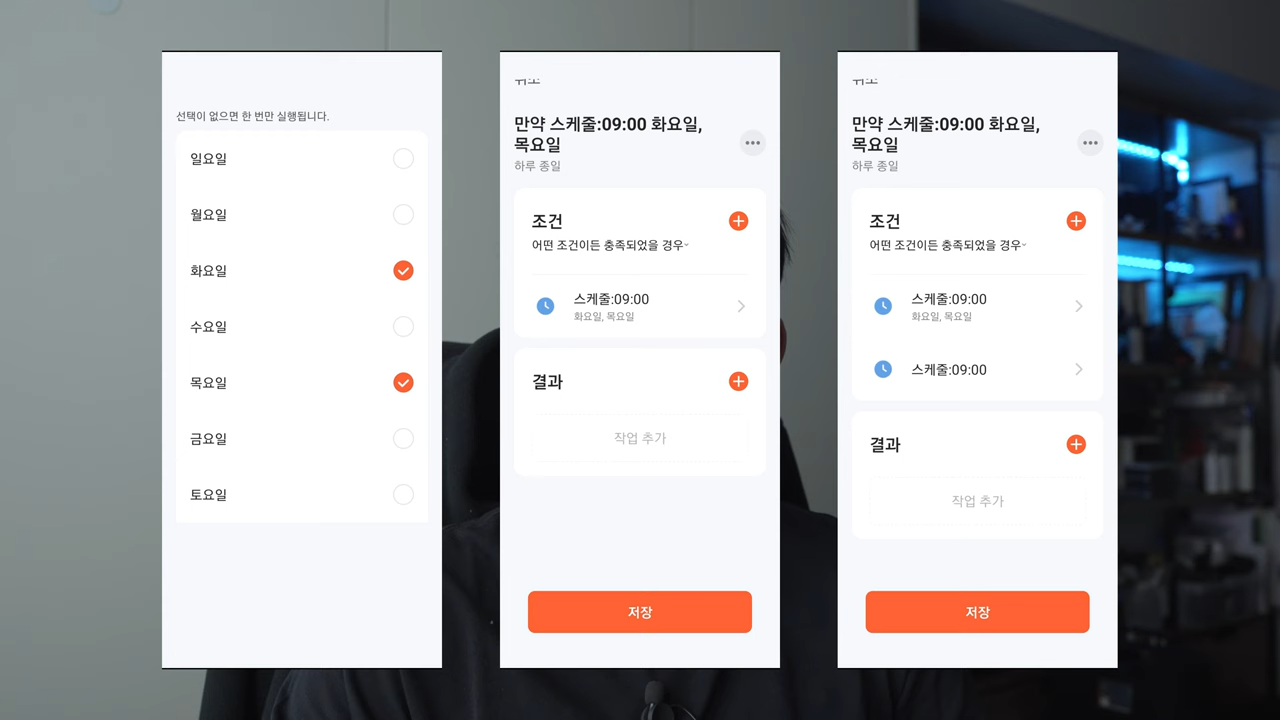 선택이 없으면 한 번만 실행됩니다.
일요일
월요일
화요일
수요일
목요일
금요일
토요일
만약 스케줄:09:00 화요일,
목요일
하루 종일
조건
어떤 조건이든 충족되었을 경우
스케줄:09:00
화요일, 목요일
결과
작업 추가
저장
만약 스케줄:09:00 화요일,
목요일
하루 종일
조건
어떤 조건이든 충족되었을 경우
스케줄:09:00
화요일, 목요일
스케줄:09:00
결과
작업 추가
저장